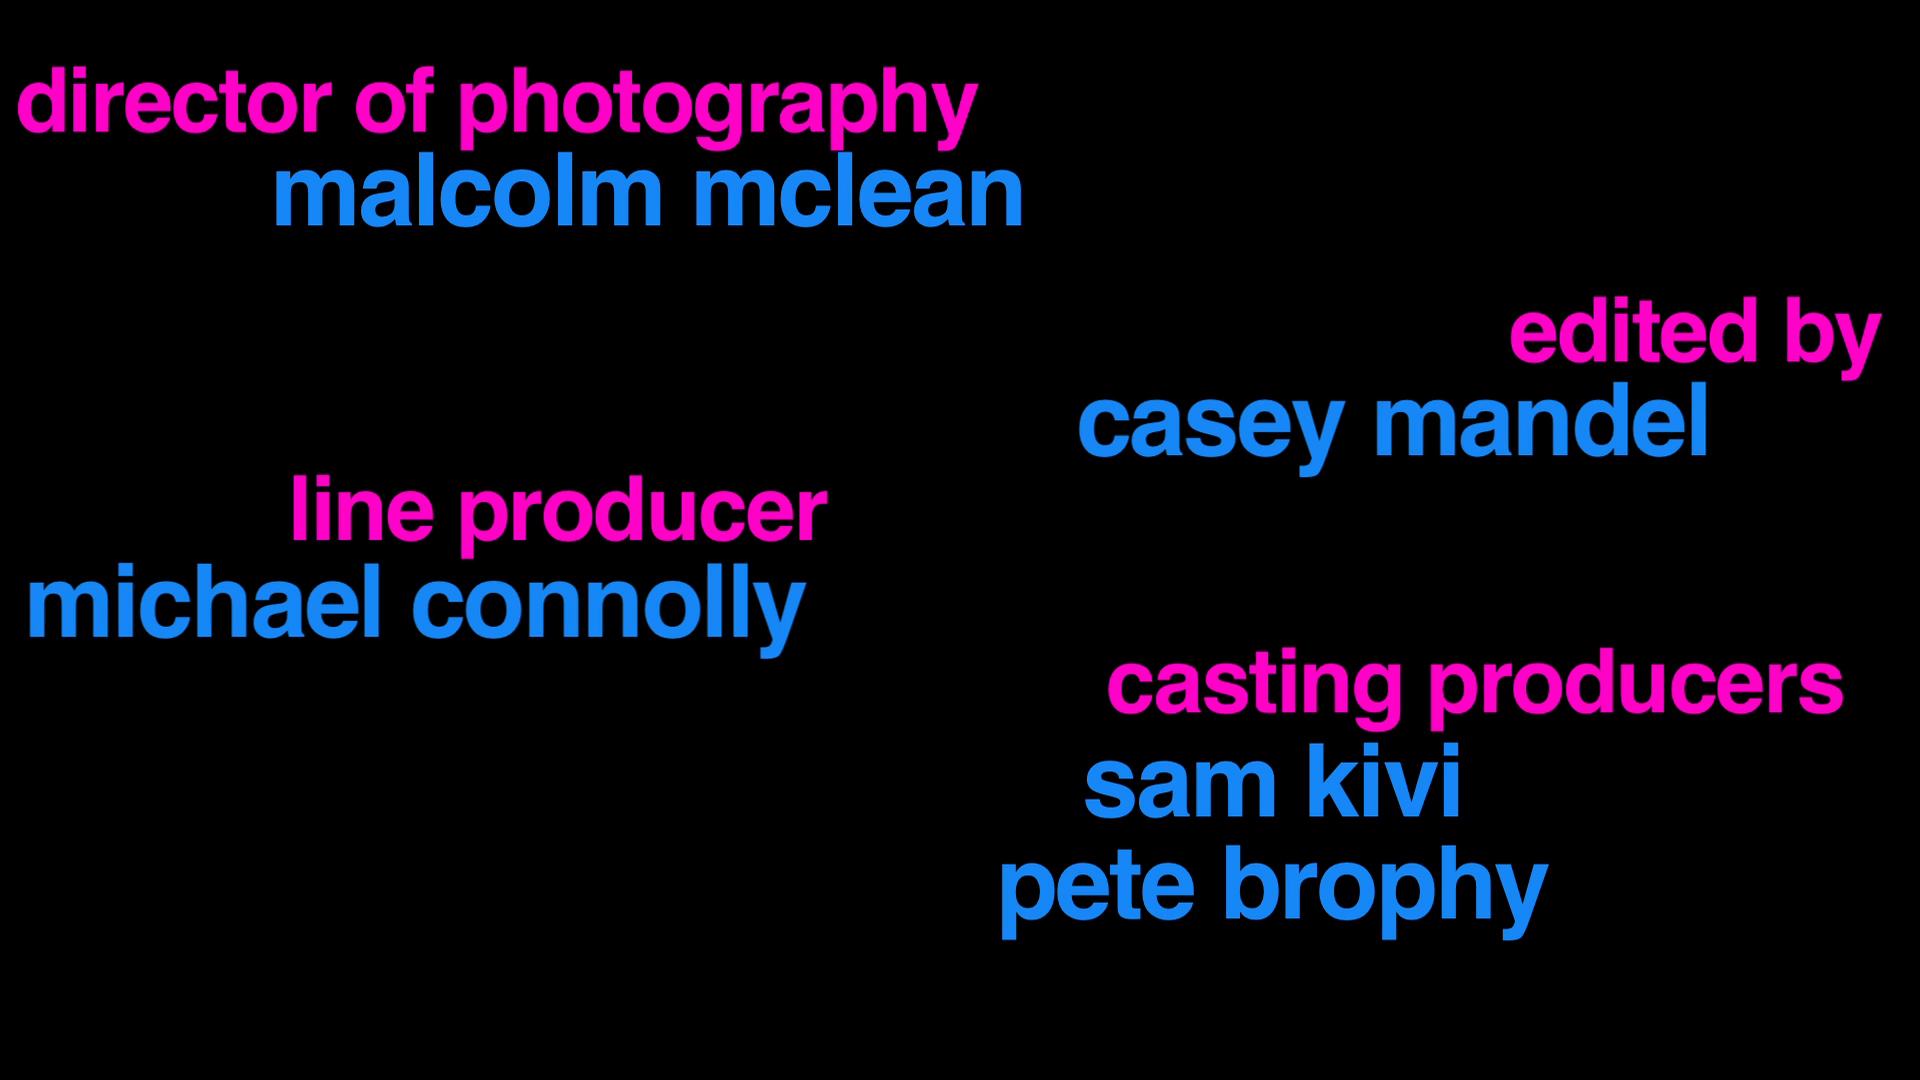 director of photography
malcolm mclean
edited by
casey mandel
line producer
michael connolly
casting producers
sam kivi
pete brophy